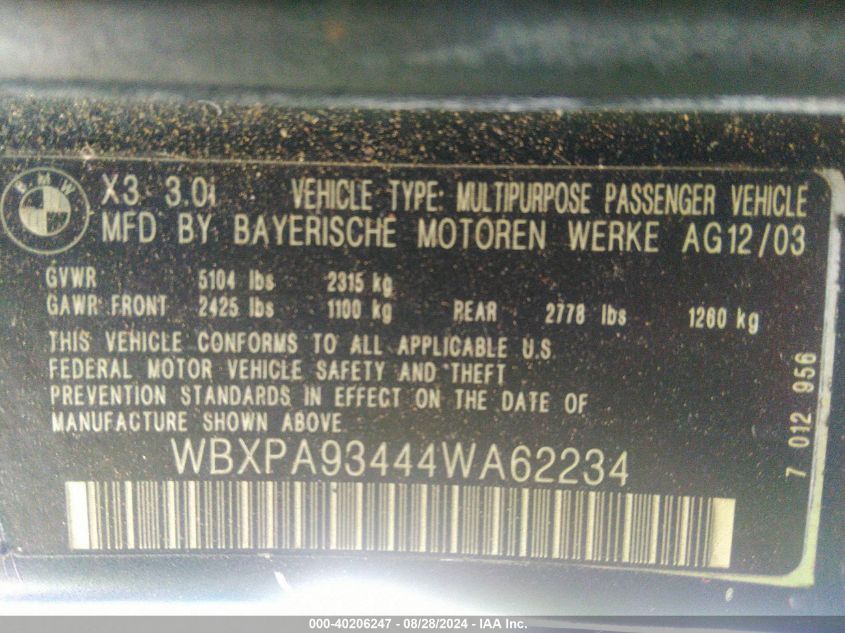 BMW
X3 3.0i VEHICLE TYPE: MULTIPURPOSE PASSENGER VEHICLE
MFD BY BAYERISCHE MOTOREN WERKE AG12/03
GVWR 5104 lbs 2315 kg
GAWR FRONT 2425 lbs 1100 kg REAR 2778 lbs 1260 kg
THIS VEHICLE CONFORMS TO ALL APPLICABLE U.S
FEDERAL MOTOR VEHICLE SAFETY AND THEFT
PREVENTION STANDARDS IN EFFECT ON THE DATE OF
MANUFACTURE SHOWN ABOVE
WBXPA93444WA62234
7 012 956
000-40206247 - 08/28/2024 - IAA Inc.